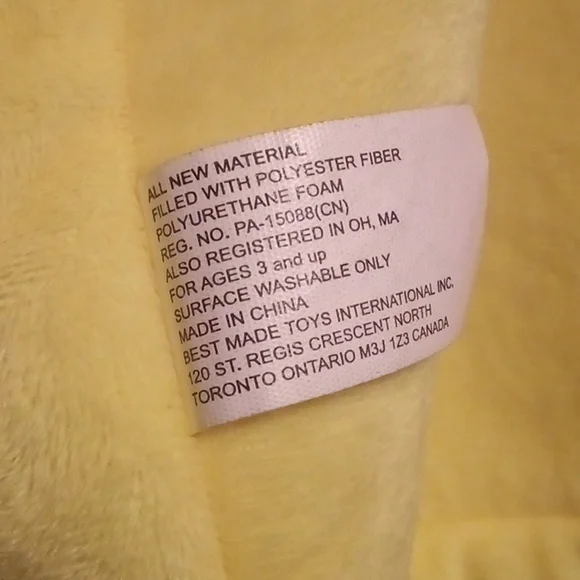 ALL NEW MATERIAL
FILLED WITH POLYESTER FIBER
POLYURETHANE FOAM
REG. NO. PA-15088(CN)
ALSO REGISTERED IN OH, MA
FOR AGES 3 and up
SURFACE WASHABLE ONLY
MADE IN CHINA
BEST MADE TOYS INTERNATIONAL INC.
120 ST. REGIS CRESCENT NORTH
TORONTO ONTARIO M3J 1Z3 CANADA